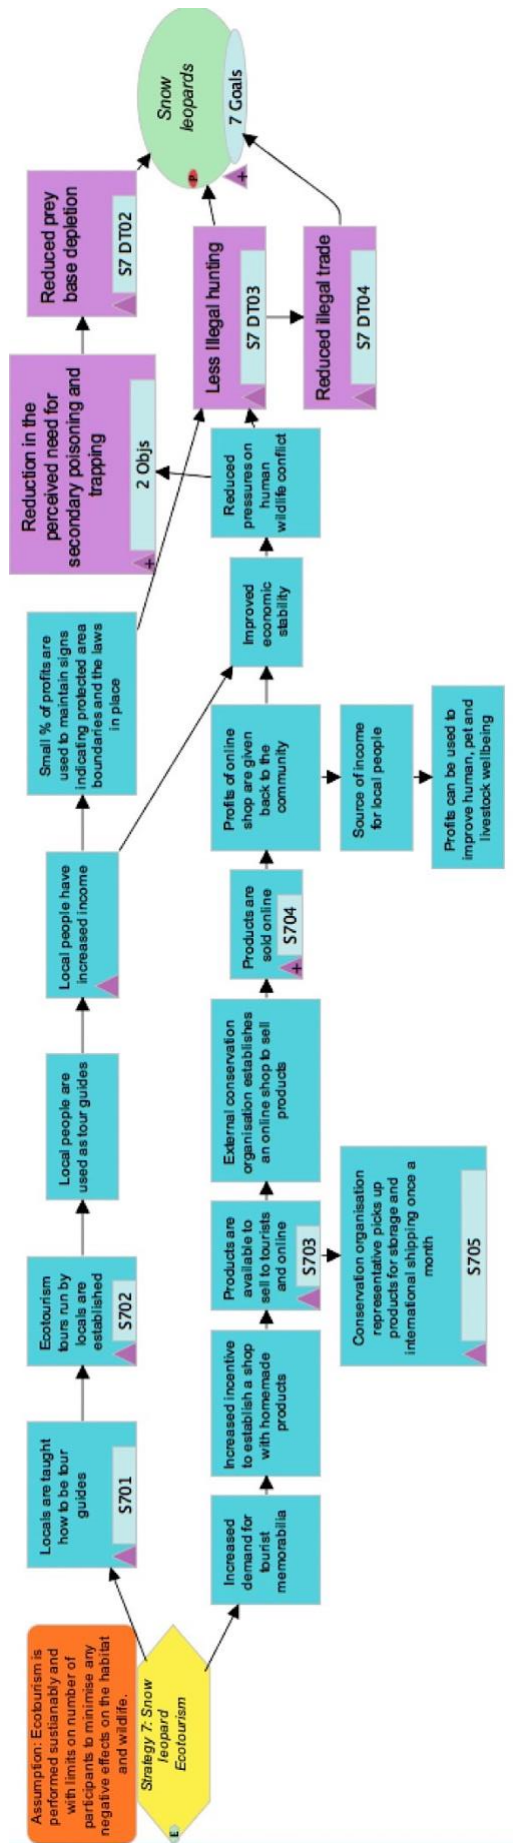 Assumption: Ecotourism is
performed sustianably and
with limits on number of
participants to minimise any
negative effects on the habitat
and wildlife.
Strategy 7: Snow
leopard
Ecotourism
E
Locals are taught
how to be tour
guides
S701
Ecotourism
tours run by
locals are
established
S702
Local people are
used as tour guides
Local people have
increased income
Small % of profits are
used to maintain signs
indicating protected area
boundaries and the laws
in place
Reduction in the
perceived need for
secondary poisoning and
trapping
2 Objs
+
Reduced prey
base depletion
S7 DT02
Increased
demand for
tourist
memorabilia
Increased incentive
to establish a shop
with homemade
products
Products are
available to
sell to tourists
and online
S703
Conservation organisation
representative picks up
products for storage and
international shipping once a
month
S705
External conservation
organisation establishes
an online shop to sell
products
Products are
sold online
S704
+
Profits of online
shop are given
back to the
community
Source of income
for local people
Profits can be used to
improve human, pet and
livestock wellbeing
Improved
economic
stability
Reduced
pressures on
human
wildlife conflict
Less Illegal hunting
S7 DT03
Reduced illegal trade
S7 DT04
Snow
leopards
P
7 Goals
+